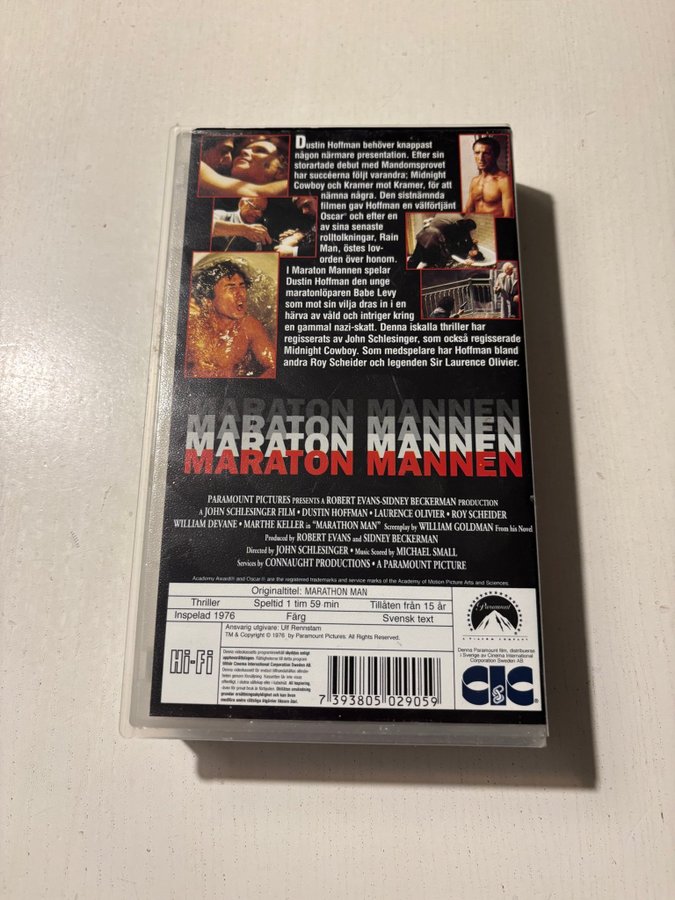 Dustin Hoffman behöver knappast
någon närmare presentation. Efter sin
storartade debut med Mandomsprovet
har succéerna följt varandra; Midnight
Cowboy och Kramer mot Kramer, för att
nämna några. Den sistnämnda
filmen gav Hoffman en välförtjänt
Oscar® och efter en
av sina senaste
rolltolkningar, Rain
Man, östes lov-
orden över honom.
I Maraton Mannen spelar
Dustin Hoffman den unge
maratonlöparen Babe Levy
som mot sin vilja dras in i en
härva av våld och intriger kring
en gammal nazi-skatt. Denna iskalla thriller har
regisserats av John Schlesinger, som också regisserade
Midnight Cowboy. Som medspelare har Hoffman bland
andra Roy Scheider och legenden Sir Laurence Olivier.
MARATON MANNEN
MARATON MANNEN
MARATON MANNEN
MARATON MANNEN
PARAMOUNT PICTURES PRESENTS A ROBERT EVANS-SIDNEY BECKERMAN PRODUCTION
A JOHN SCHLESINGER FILM • DUSTIN HOFFMAN • LAURENCE OLIVIER • ROY SCHEIDER
WILLIAM DEVANE • MARTHE KELLER in "MARATHON MAN" Screenplay by WILLIAM GOLDMAN From his Novel
Produced by ROBERT EVANS and SIDNEY BECKERMAN
Directed by JOHN SCHLESINGER • Music Scored by MICHAEL SMALL
Services by CONNAUGHT PRODUCTIONS • A PARAMOUNT PICTURE
Academy Award® and Oscar® are the registered trademarks and service marks of the Academy of Motion Picture Arts and Sciences
Originaltitel: MARATHON MAN
Thriller Speltid 1 tim 59 min Tillåten från 15 år
Inspelad 1976 Färg Svensk text
Ansvarig utgivare: Ulf Rennstam
TM & Copyright © 1976 by Paramount Pictures. All Rights Reserved.
Hi-Fi
7 393805 029059
Paramount
Denna Paramount film, distribueras
i Sverige av Cinema International
Corporation Sweden AB
CIC